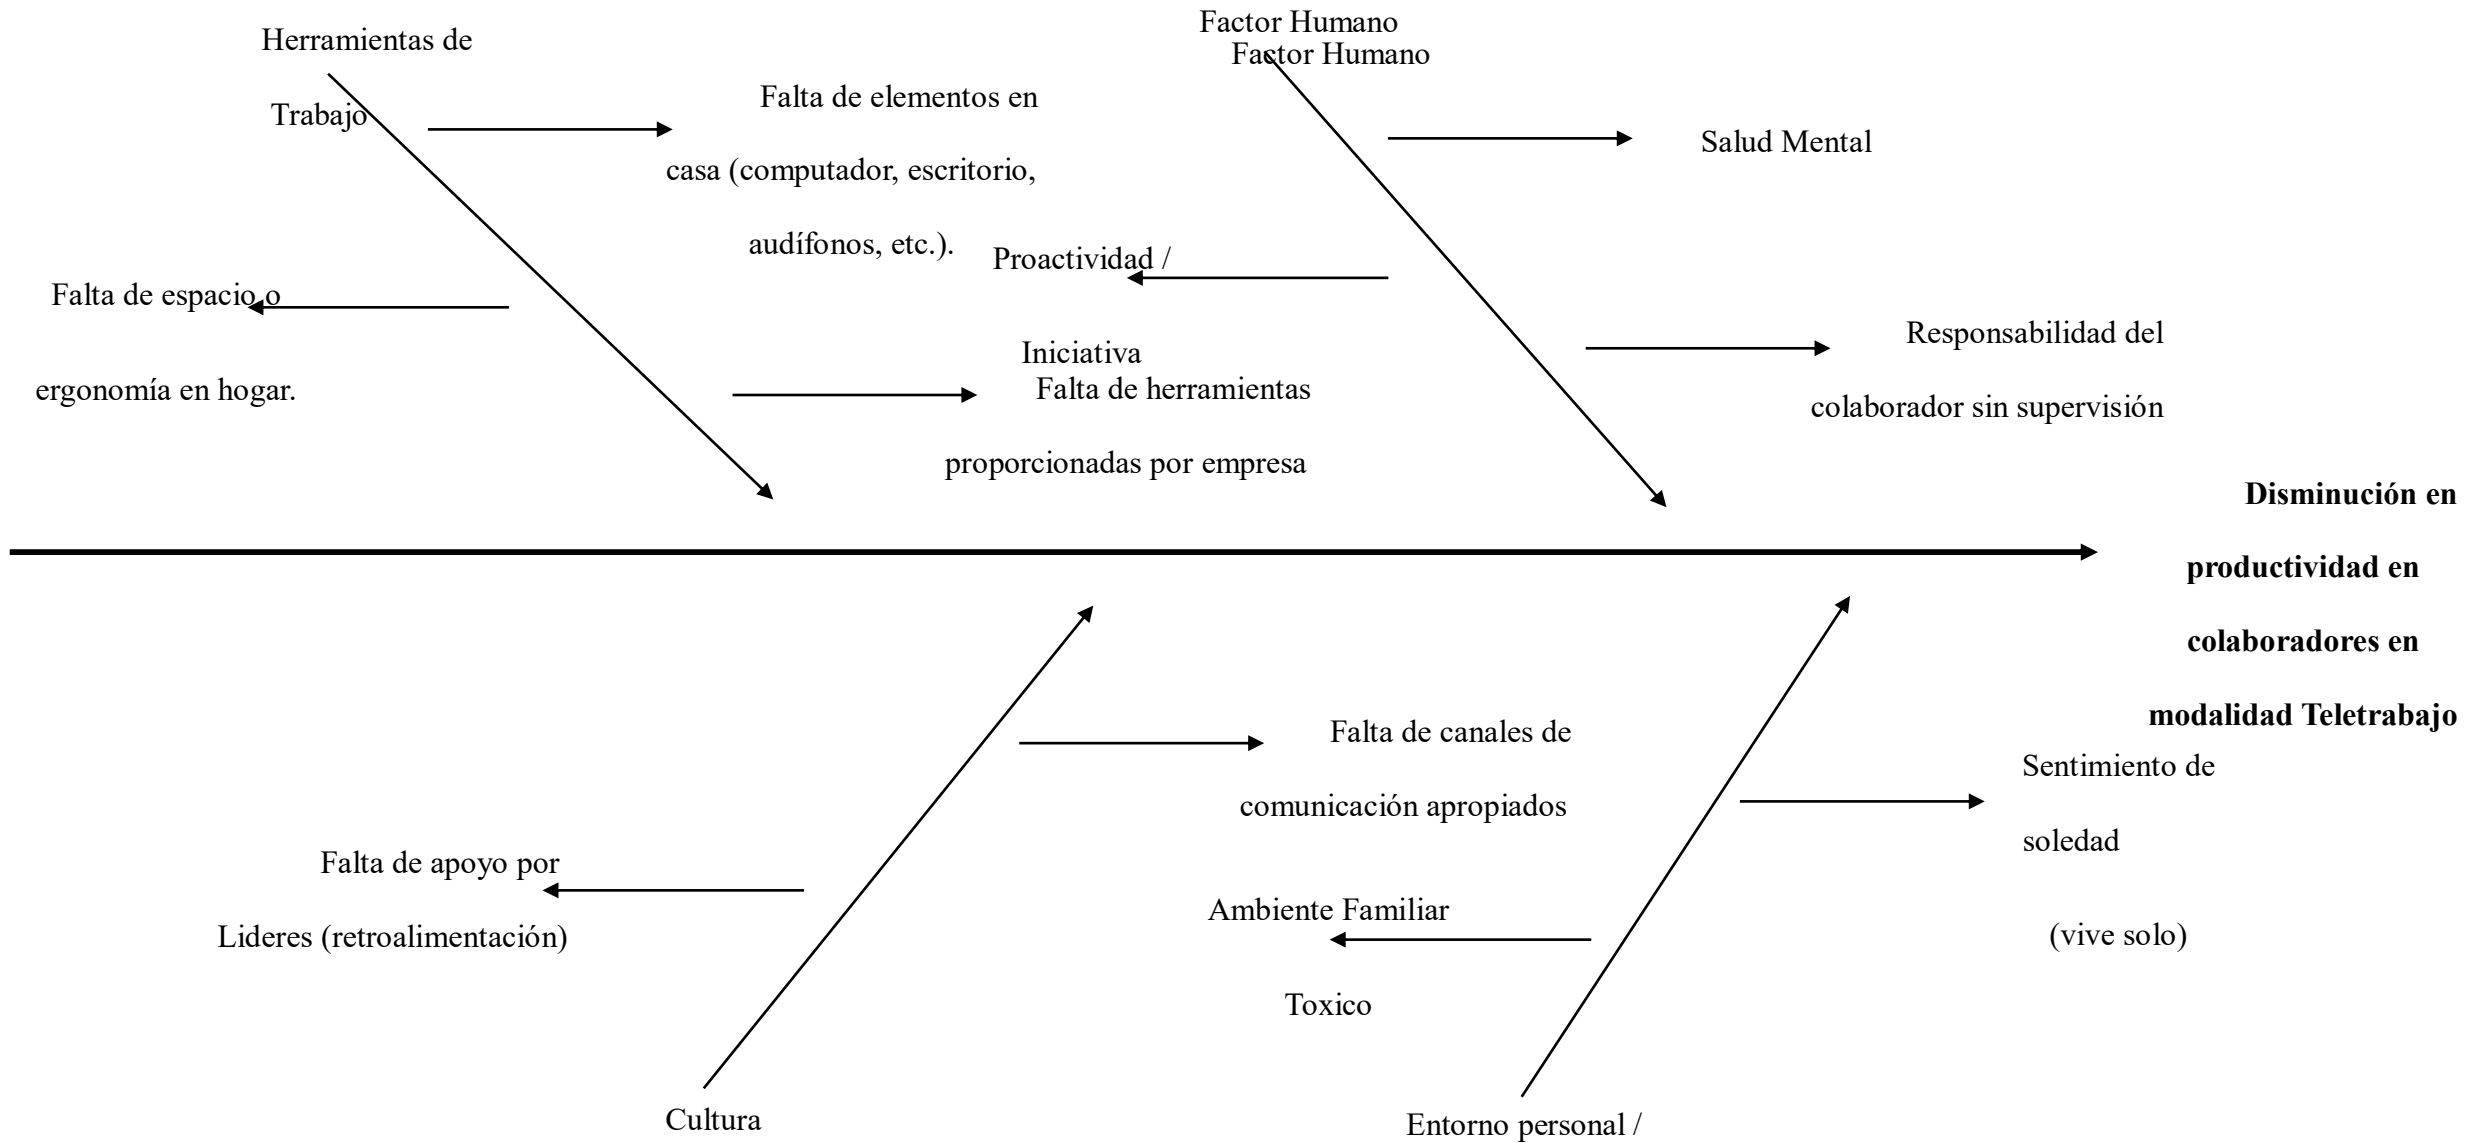 Herramientas de
Trabajo
Factor Humano
Factor Humano
Falta de elementos en
casa (computador, escritorio,
audífonos, etc.).
Salud Mental
Proactividad /
Iniciativa
Falta de espacio o
ergonomía en hogar.
Falta de herramientas
proporcionadas por empresa
Responsabilidad del
colaborador sin supervisión
Disminución en
productividad en
colaboradores en
modalidad Teletrabajo
Falta de canales de
comunicación apropiados
Sentimiento de
soledad
(vive solo)
Falta de apoyo por
Lideres (retroalimentación)
Ambiente Familiar
Toxico
Cultura
Entorno personal /